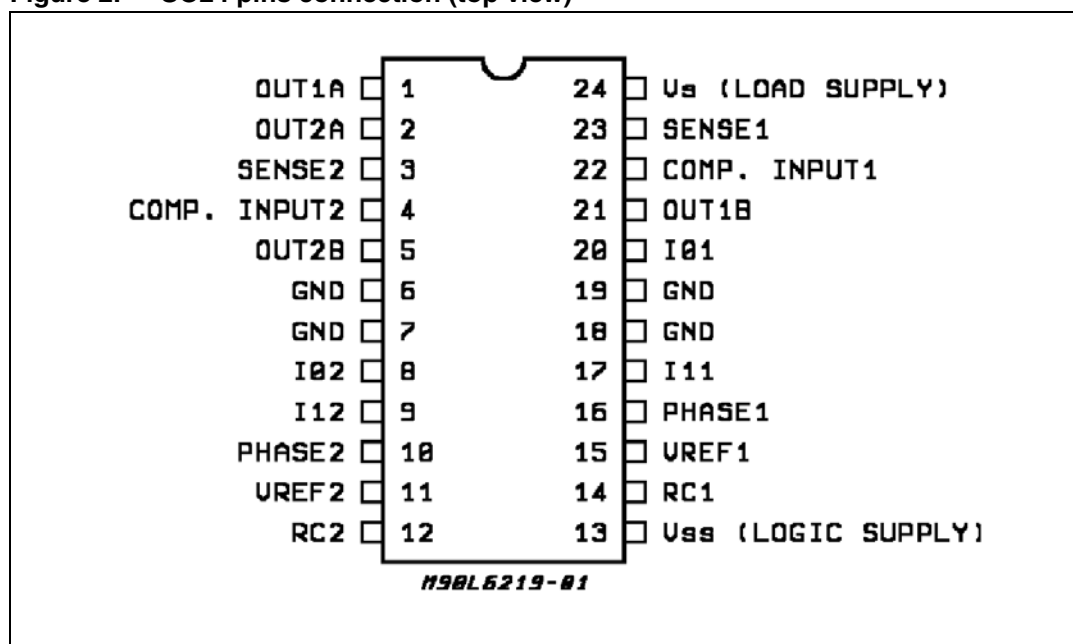 OUT1A 1 24 Vs (LOAD SUPPLY)
OUT2A 2 23 SENSE1
SENSE2 3 22 COMP. INPUT1
COMP. INPUT2 4 21 OUT1B
OUT2B 5 20 I01
GND 6 19 GND
GND 7 18 GND
I02 8 17 I11
I12 9 16 PHASE1
PHASE2 10 15 VREF1
VREF2 11 14 RC1
RC2 12 13 Vss (LOGIC SUPPLY)
M90L6219-01